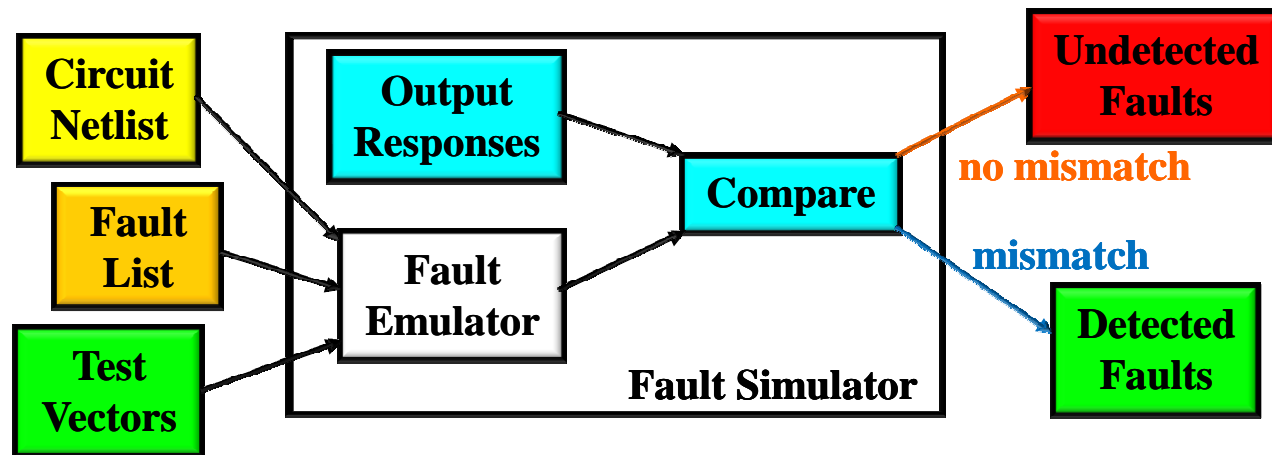 Circuit
Netlist
Fault
List
Test
Vectors
Output
Responses
Fault
Emulator
Compare
Fault Simulator
no mismatch
mismatch
Undetected
Faults
Detected
Faults